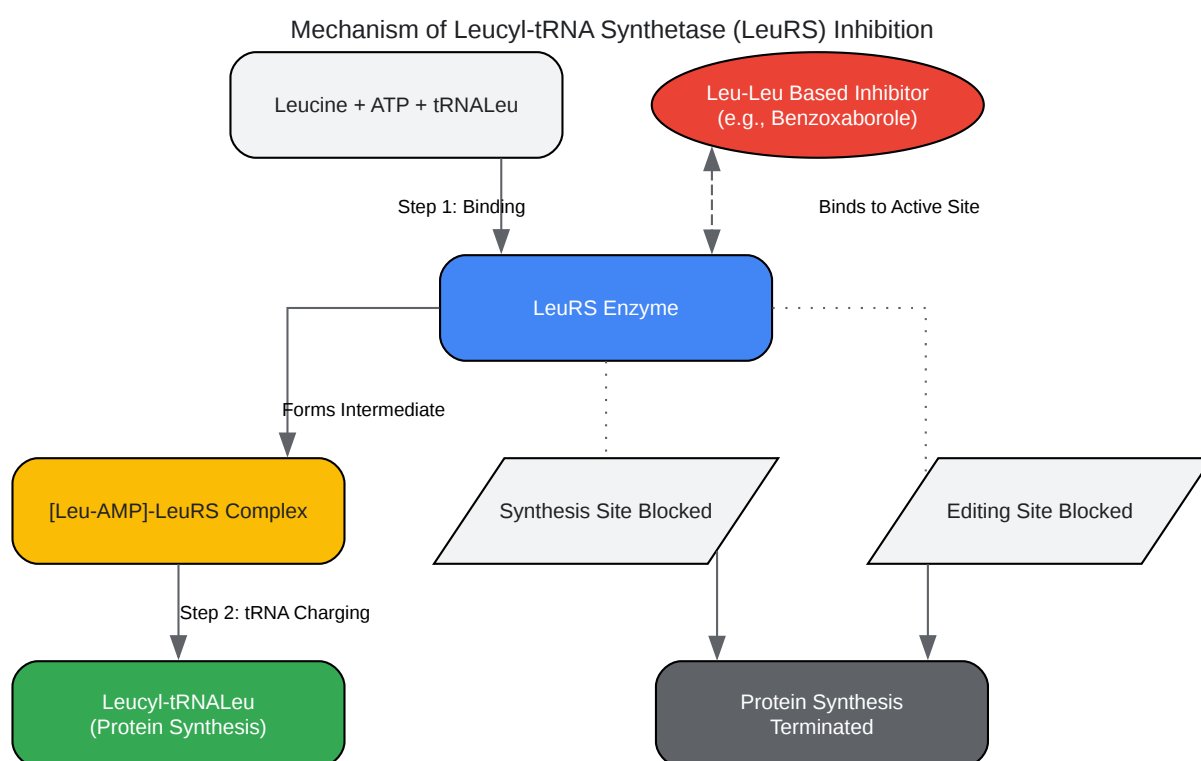 Mechanism of Leucyl-tRNA Synthetase (LeuRS) Inhibition
Leucine + ATP + tRNALeu
Leu-Leu Based Inhibitor
(e.g., Benzoxaborole)
Step 1: Binding
Binds to Active Site
LeuRS Enzyme
Forms Intermediate
[Leu-AMP]-LeuRS Complex
Synthesis Site Blocked
Editing Site Blocked
Step 2: tRNA Charging
Leucyl-tRNALeu
(Protein Synthesis)
Protein Synthesis
Terminated